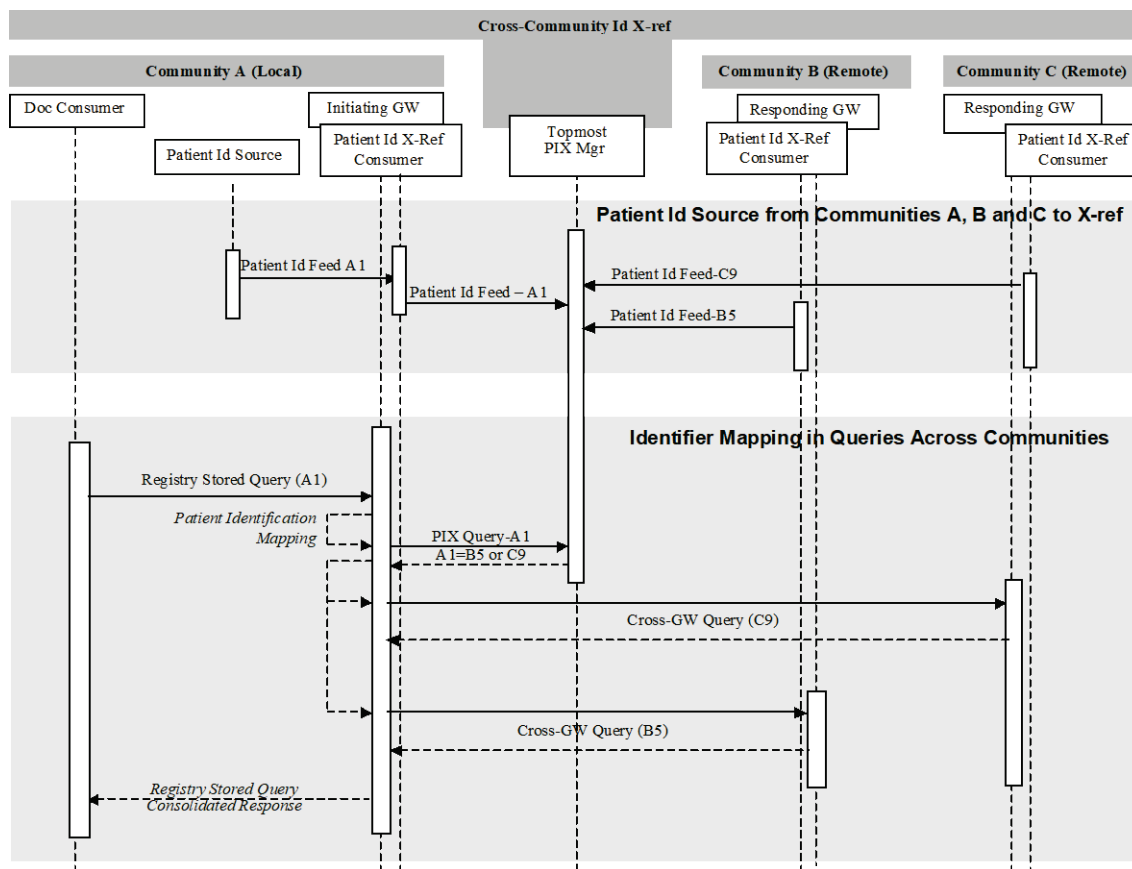 Cross-Community Id X-ref
Community A (Local)
Community B (Remote)
Community C (Remote)
Doc Consumer
Initiating GW
Responding GW
Responding GW
Patient Id Source
Patient Id X-Ref
Consumer
Topmost
PIX Mgr
Patient Id X-Ref
Consumer
Patient Id X-Ref
Consumer
Patient Id Source from Communities A, B and C to X-ref
Patient Id Feed A1
Patient Id Feed – A1
Patient Id Feed-C9
Patient Id Feed-B5
Identifier Mapping in Queries Across Communities
Registry Stored Query (A1)
Patient Identification
Mapping
PIX Query-A1
A1=B5 or C9
Cross-GW Query (C9)
Cross-GW Query (B5)
Registry Stored Query
Consolidated Response